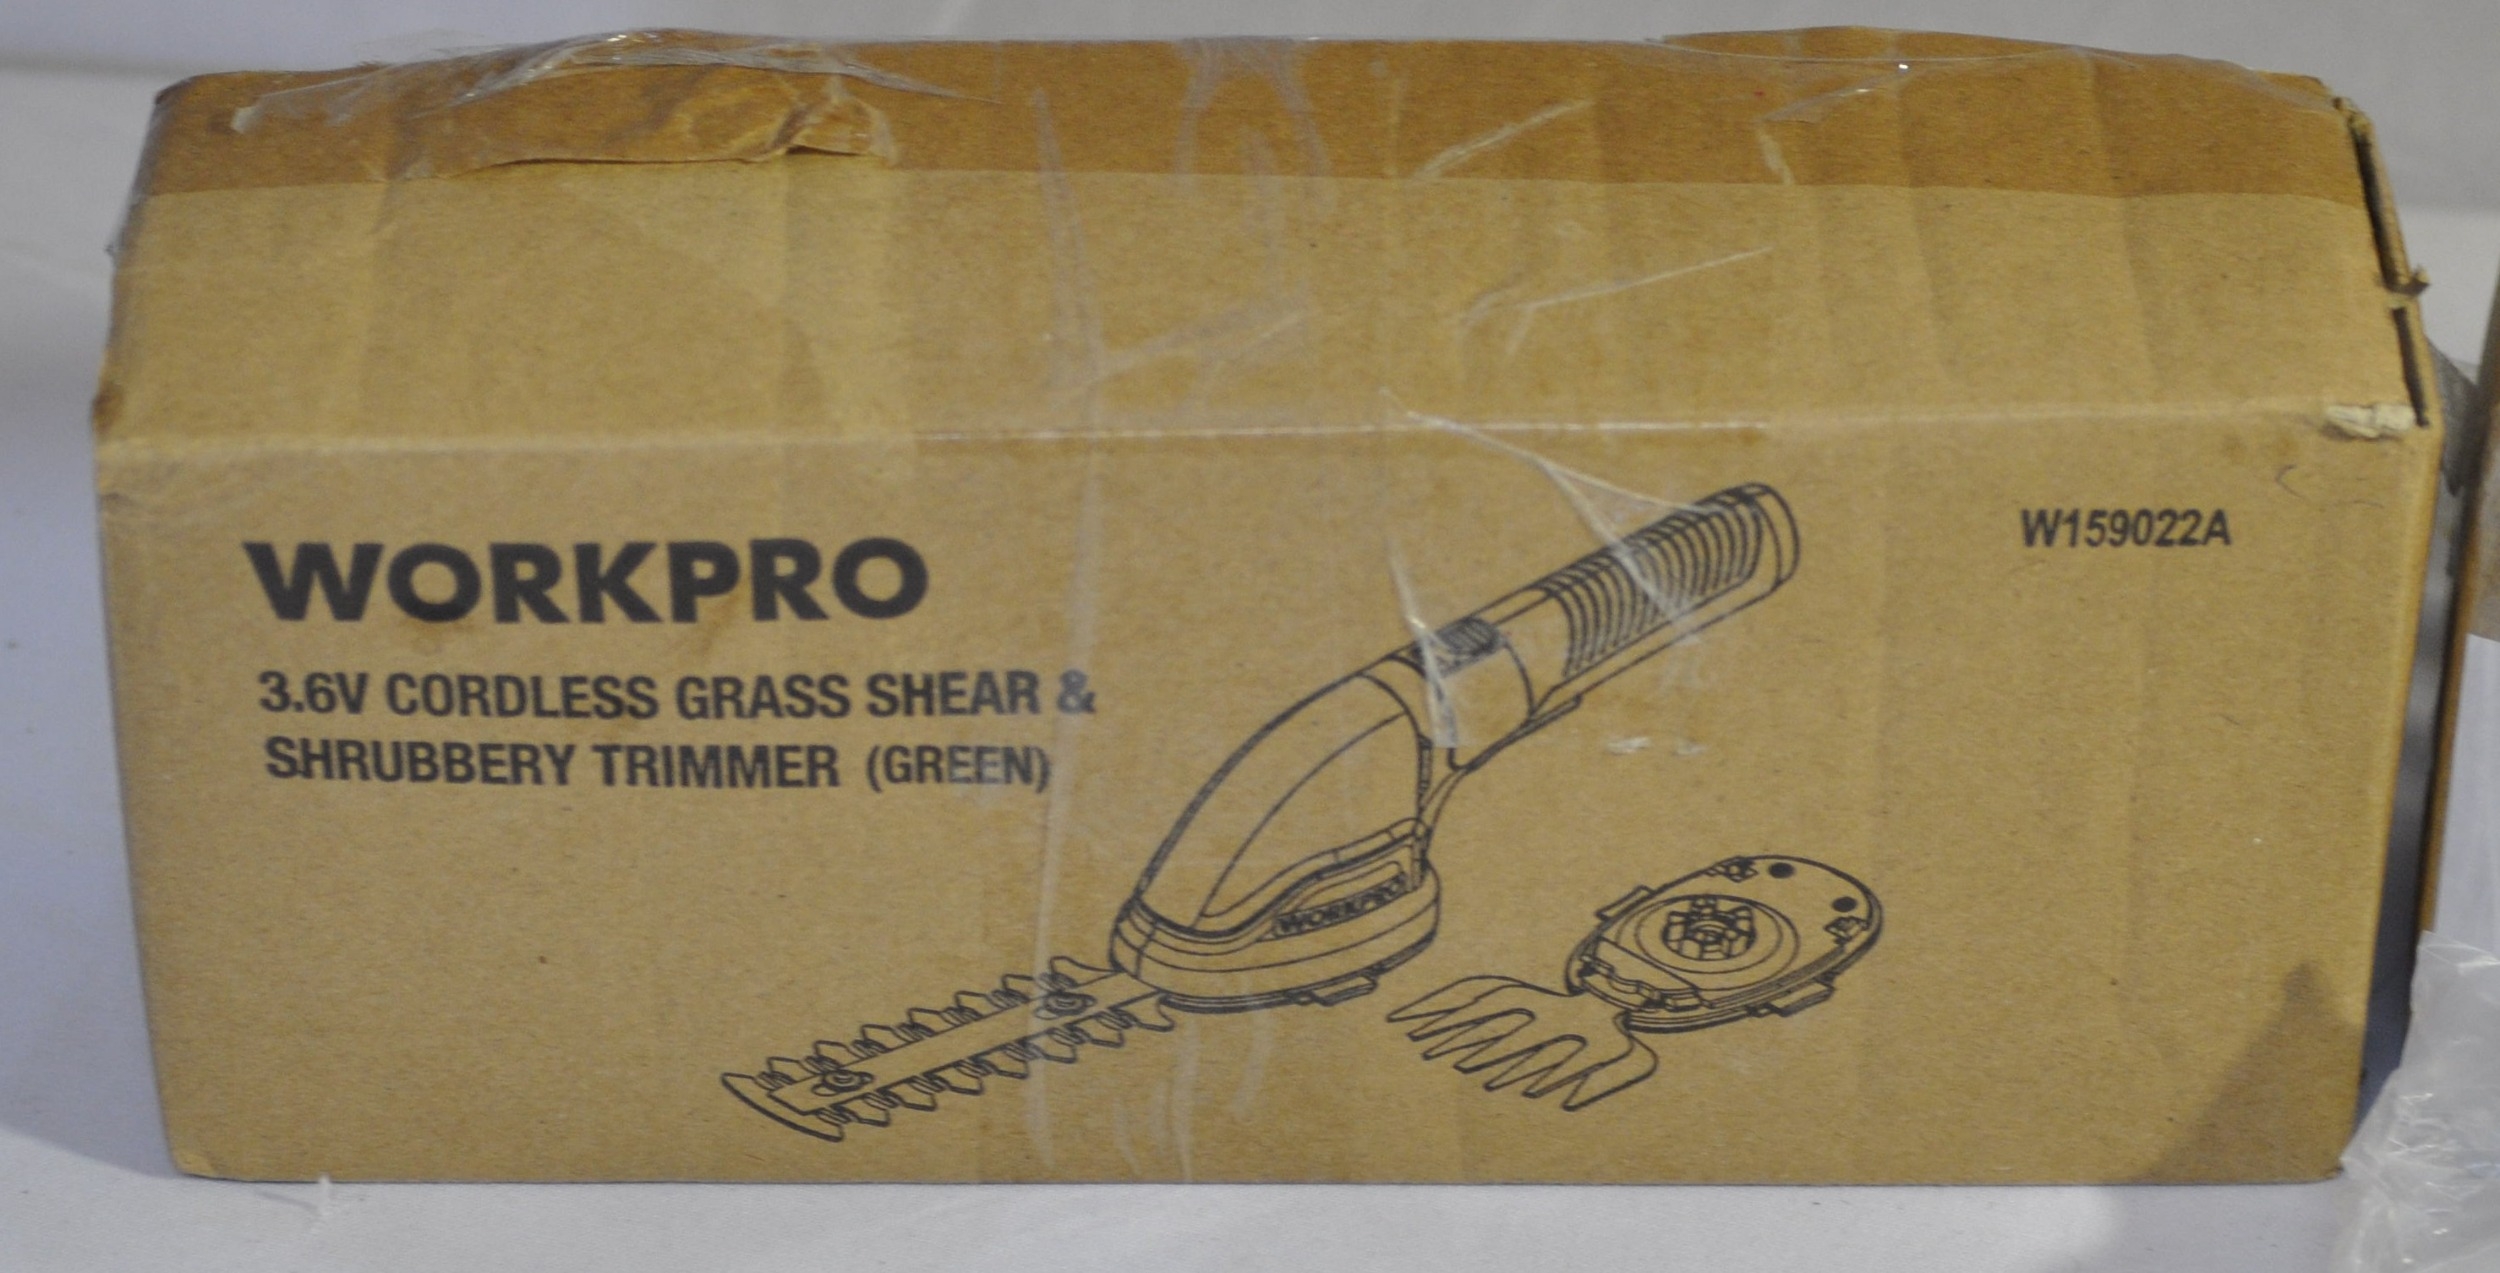 WORKPRO
W159022A
3.6V CORDLESS GRASS SHEAR &
SHRUBBERY TRIMMER (GREEN)
WORKPRO